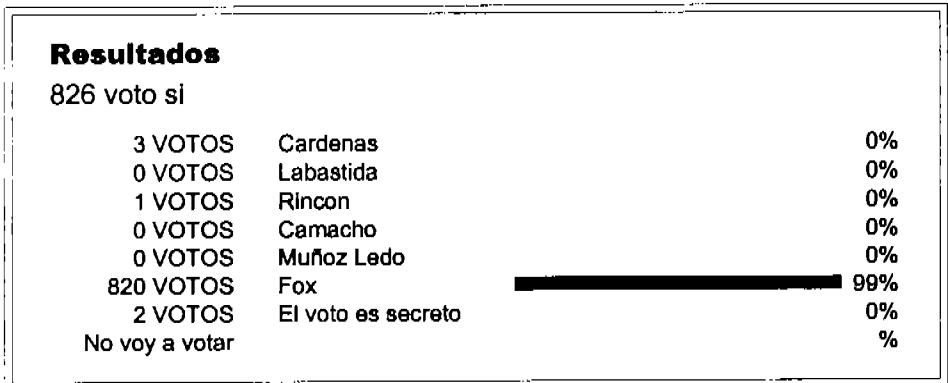 Resultados
826 voto si
3 VOTOS Cardenas 0%
0 VOTOS Labastida 0%
1 VOTOS Rincon 0%
0 VOTOS Camacho 0%
0 VOTOS Muñoz Ledo 0%
820 VOTOS Fox 99%
2 VOTOS El voto es secreto 0%
No voy a votar %